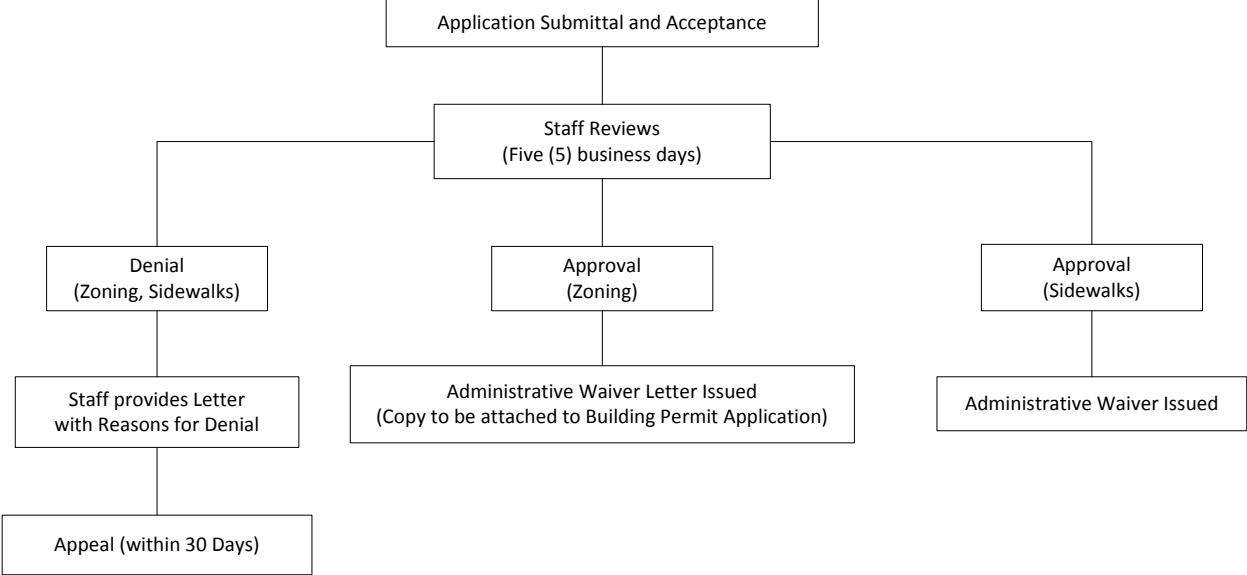 Application Submittal and Acceptance
Staff Reviews
(Five (5) business days)
Denial
(Zoning, Sidewalks)
Approval
(Zoning)
Approval
(Sidewalks)
Staff provides Letter
with Reasons for Denial
Administrative Waiver Letter Issued
(Copy to be attached to Building Permit Application)
Administrative Waiver Issued
Appeal (within 30 Days)